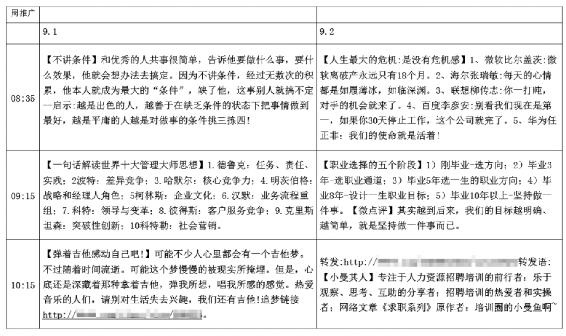 周推广
9.1
9.2
08:35
【不讲条件】和优秀的人共事很简单，告诉他要做什么事，要什
么效果，他就会想办法去搞定。因为不讲条件，经过无数次的积
累，他本人就成为最大的“条件”，缺了他，这事别人就搞不定
一启示:越是出色的人，越善于在缺乏条件的状态下把事情做到
最好，越是平庸的人越是对做事的条件挑三拣四！
【人生最大的危机:是没有危机感】1、微软比尔盖茨:微
软离破产永远只有18个月。2、海尔张瑞敏:每天的心情
都是如履薄冰，如临深渊。3、联想柳传志:你一打盹，
对手的机会就来了。4、百度李彦宏:别看我们现在是第
一，如果你30天停止工作，这个公司就完了。5、华为任
正非：我们的使命就是活着！
09:15
【一句话解读世界十大管理大师思想】1.德鲁克：任务、责任、
实践；2波特：差异竞争；3.哈默尔：核心竞争力；4.明茨伯格：
战略和经理人角色；5柯林斯：企业文化；6.汉默：业务流程重
组；7.科特：领导与变革；8.彼得斯：客户服务竞争；9.克里斯
坦森：突破性创新；10科特勒：社会营销。
【职业选择的五个阶段】1）刚毕业-选方向；2）毕业3
年-选职业通道；3）毕业5年选一生的职业方向；4）毕
业8年-设计一生职业目标；5）毕业10年以上-坚持做一
件事。【微点评】其实越到后来，我们的目标越明确、
越简单，就是坚持做一件事而已。
10:15
【弹着吉他感动自己吧!】可能不少人心里都会有一个吉他梦。
不过随着时间流逝。可能这个梦慢慢的被现实所掩埋。但是，心
底还是深藏着那种拿着吉他，弹我所想，唱我所感的感觉。热爱
音乐的人们，请别对生活失去兴趣，我们还有吉他!追梦链接
http://
转发:http://
转发语:
【小曼其人】专注于人力资源招聘培训的前行者；乐于
观察、思考、互助的分享者；招聘培训的热爱者和实操
者；网络文章《求职系列》原作者；培训圈的小曼鱼啊